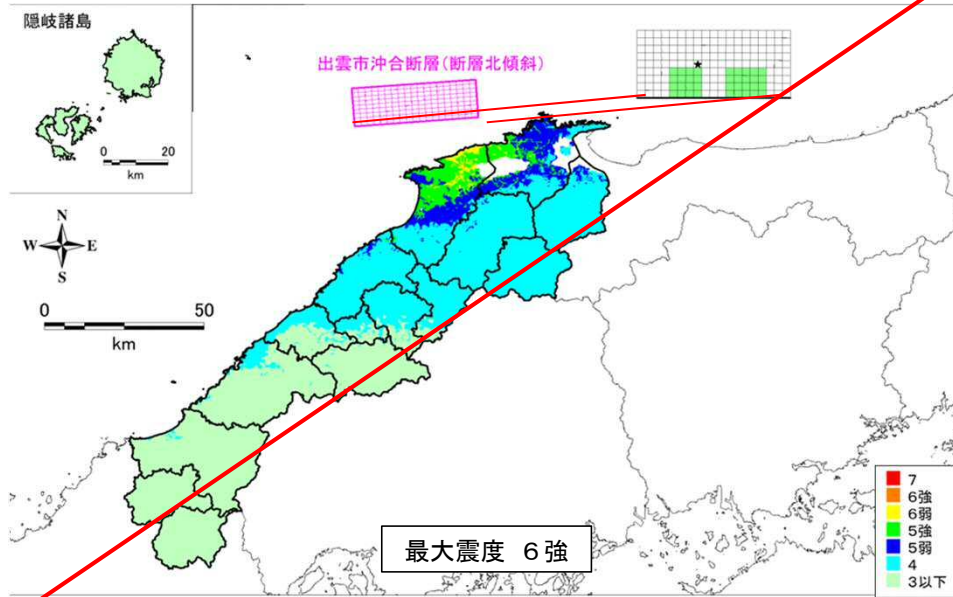 隠岐諸島
0 20
km
出雲市沖合断層(断層北傾斜)
★
N
W E
S
0 50
km
最大震度 6強
7
6強
6弱
5強
5弱
4
3以下